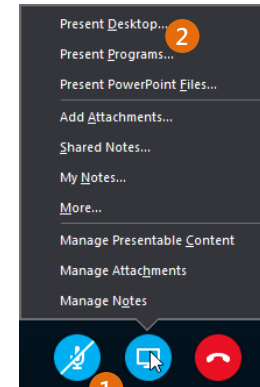 Present Desktop...
2
Present Programs...
Present PowerPoint Files...
Add Attachments...
Shared Notes...
My Notes...
More...
Manage Presentable Content
Manage Attachments
Manage Notes
1